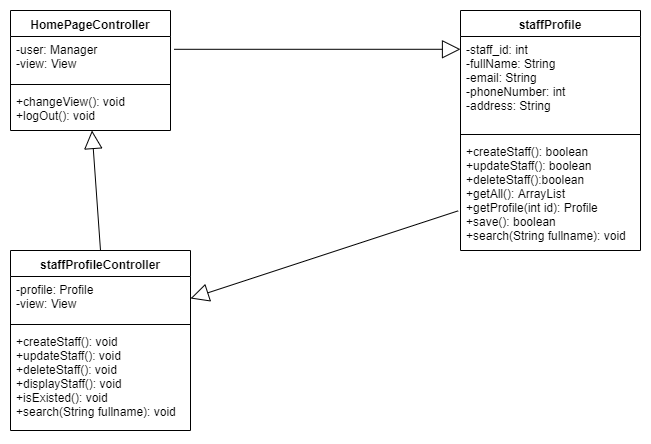 HomePageController
-user: Manager
-view: View
+changeView(): void
+logOut(): void
staffProfile
-staff_id: int
-fullName: String
-email: String
-phoneNumber: int
-address: String
+createStaff(): boolean
+updateStaff(): boolean
+deleteStaff():boolean
+getAll(): ArrayList
+getProfile(int id): Profile
+save(): boolean
+search(String fullname): void
staffProfileController
-profile: Profile
-view: View
+createStaff(): void
+updateStaff(): void
+deleteStaff(): void
+displayStaff(): void
+isExisted(): void
+search(String fullname): void